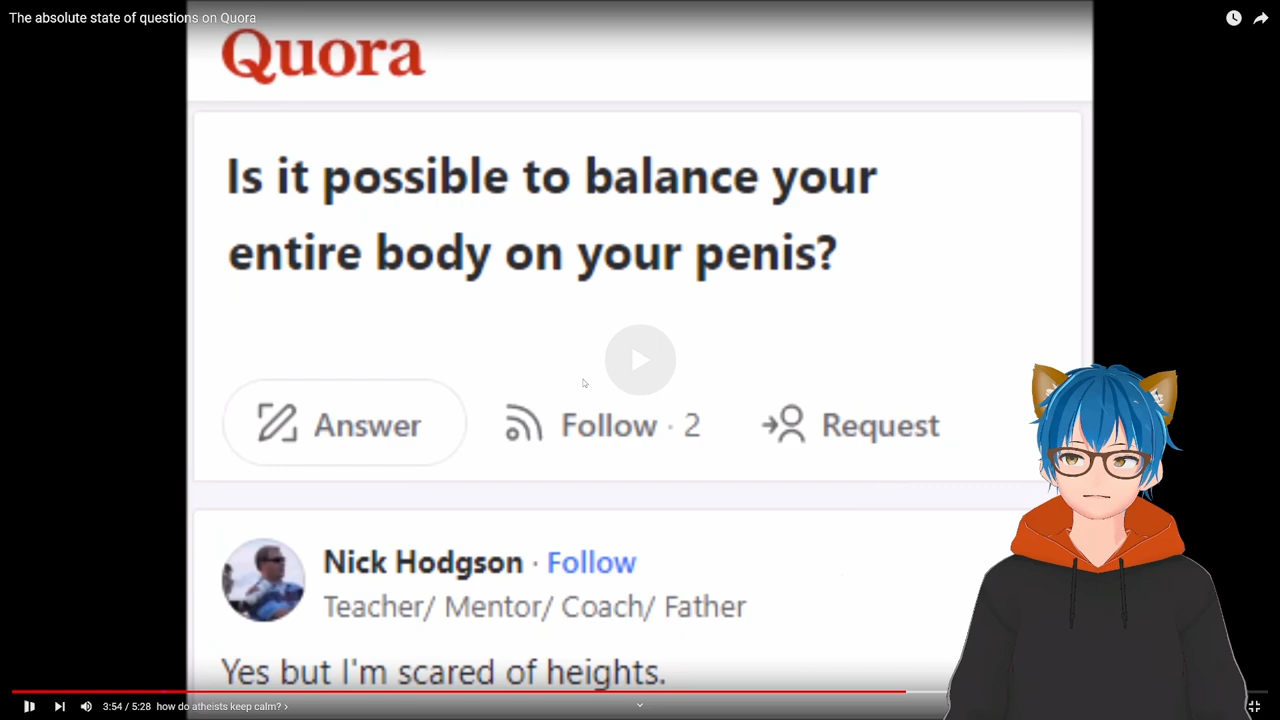 The absolute state of questions on Quora
Quora
Is it possible to balance your
entire body on your penis?
Answer
Follow · 2
Request
Nick Hodgson · Follow
Teacher/ Mentor/ Coach/ Father
Yes but I'm scared of heights.
3:54 / 5:28 how do atheists keep calm? ›